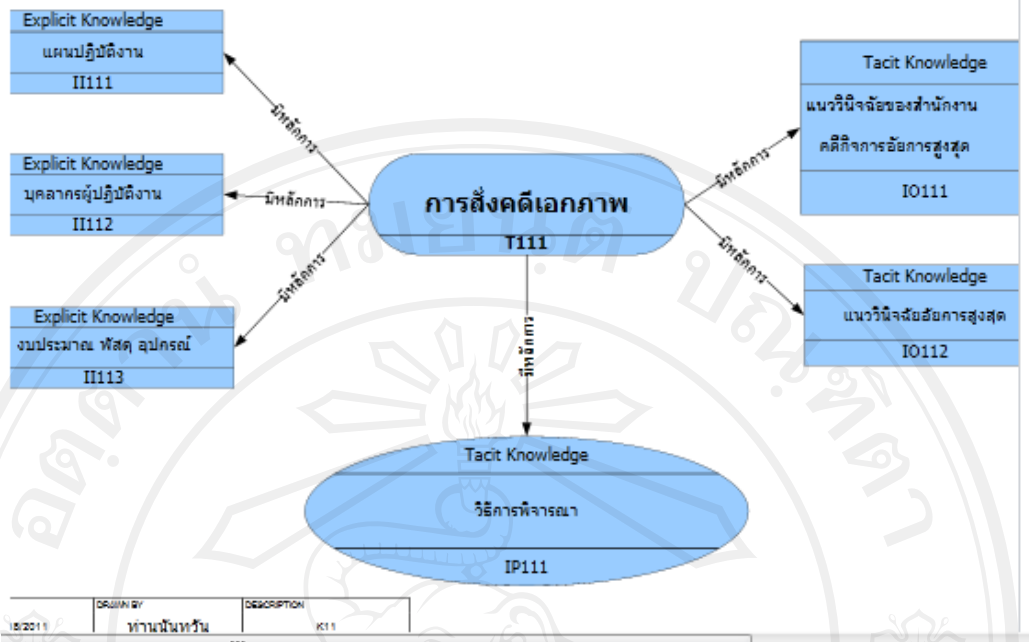 Explicit Knowledge
แผนปฏิบัติงาน
II111
Explicit Knowledge
บุคลากรผู้ปฏิบัติงาน
II112
Explicit Knowledge
งบประมาณ พัสดุ อุปกรณ์
II113
มีหลักการ
มีหลักการ
มีหลักการ
การสั่งคดีเอกภาพ
T111
มีหลักการ
มีหลักการ
มีหลักการ
Tacit Knowledge
แนววินิจฉัยของสำนักงาน
คดีกิจการอัยการสูงสุด
IO111
Tacit Knowledge
แนววินิจฉัยอัยการสูงสุด
IO112
Tacit Knowledge
วิธีการพิจารณา
IP111
DRAWN BY
DESCRIPTION
ท่านนันทวัน
K11